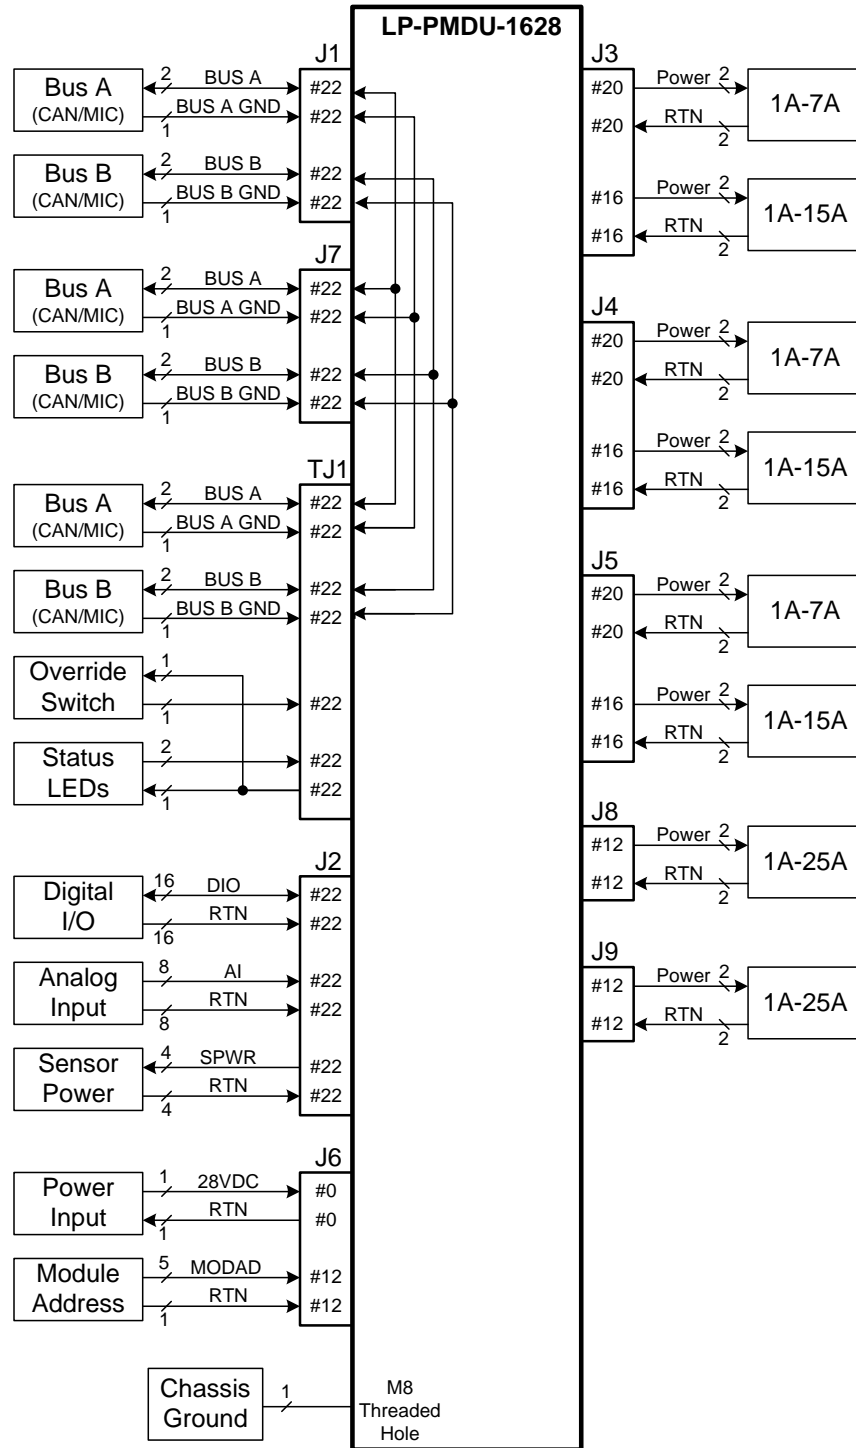 LP-PMDU-1628
J1
Bus A
(CAN/MIC)
2 BUS A #22
BUS A GND #22
1
Bus B
(CAN/MIC)
2 BUS B #22
BUS B GND #22
1
J7
Bus A
(CAN/MIC)
2 BUS A #22
BUS A GND #22
1
Bus B
(CAN/MIC)
2 BUS B #22
BUS B GND #22
1
TJ1
Bus A
(CAN/MIC)
2 BUS A #22
BUS A GND #22
1
Bus B
(CAN/MIC)
2 BUS B #22
BUS B GND #22
1
Override
Switch
1
1
#22
Status
LEDs
2
#22
1
#22
J2
Digital
I/O
16 DIO #22
RTN #22
16
Analog
Input
8 AI #22
RTN #22
8
Sensor
Power
4 SPWR #22
RTN #22
4
J6
Power
Input
1 28VDC #0
RTN #0
1
Module
Address
5 MODAD #12
RTN #12
1
Chassis
Ground
1
M8
Threaded
Hole
J3
#20 Power 2
#20 RTN 2
1A-7A
#16 Power 2
#16 RTN 2
1A-15A
J4
#20 Power 2
#20 RTN 2
1A-7A
#16 Power 2
#16 RTN 2
1A-15A
J5
#20 Power 2
#20 RTN 2
1A-7A
#16 Power 2
#16 RTN 2
1A-15A
J8
#12 Power 2
#12 RTN 2
1A-25A
J9
#12 Power 2
#12 RTN 2
1A-25A